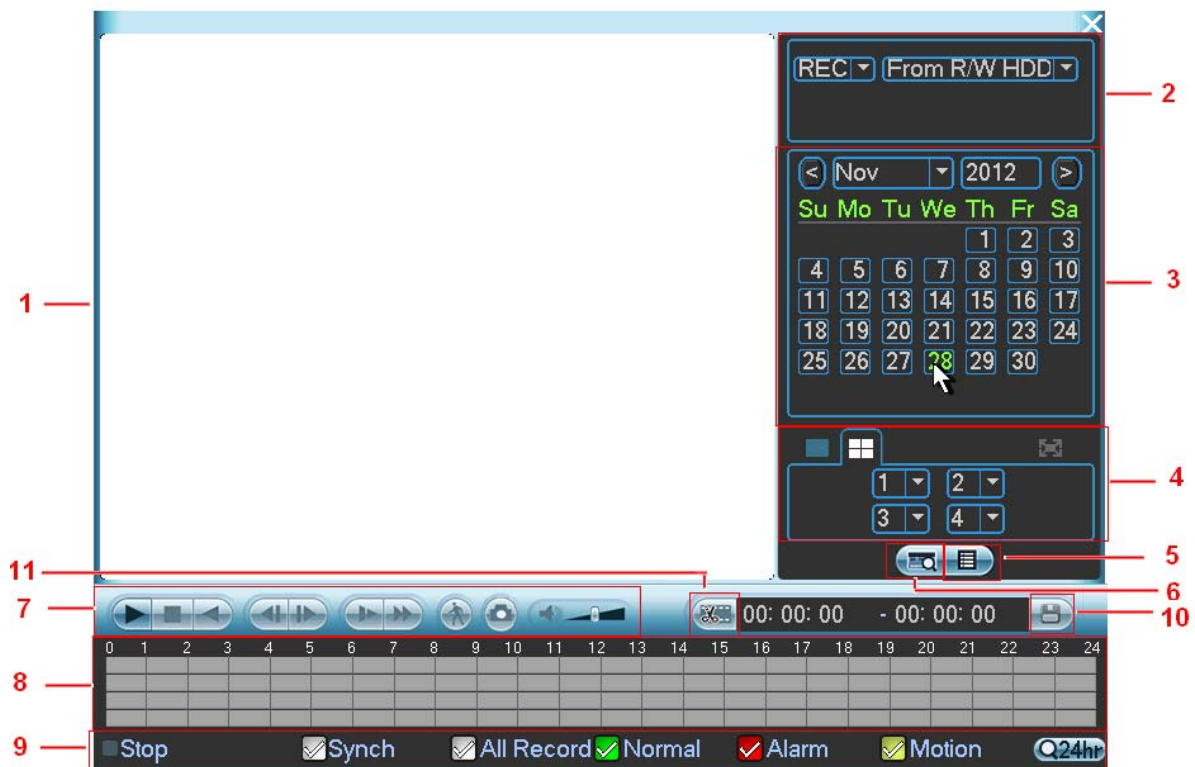 REC From R/W HDD
2
< Nov 2012 >
Su Mo Tu We Th Fr Sa
1 2 3
4 5 6 7 8 9 10
11 12 13 14 15 16 17
18 19 20 21 22 23 24
25 26 27 28 29 30
1
3
1 2
3 4
4
5
6
11
7
00: 00: 00 - 00: 00: 00
10
0 1 2 3 4 5 6 7 8 9 10 11 12 13 14 15 16 17 18 19 20 21 22 23 24
8
9
Stop Synch All Record Normal Alarm Motion 24hr